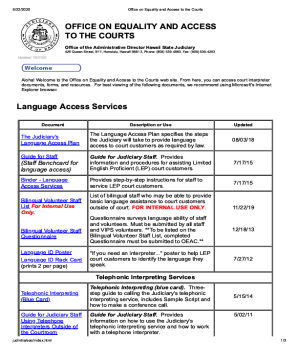 6/23/2020 Office on Equality and Access to the Courts
OFFICE ON EQUALITY AND ACCESS
TO THE COURTS
Office of the Administrative Director Hawaii State Judiciary
Welcome
Aloha! Welcome to the Office on Equality and Access to the Courts web site. From here, you can access court interpreter
documents, forms, and resources. For best viewing of the following documents, we recommend using Microsoft's Internet
Explorer browser.
Language Access Services
Document Description or Use Updated
The Judiciary's
Language Access Plan
The Language Access Plan specifies the steps
the Judiciary will take to provide language
access to court customers as required by law.
08/03/18
Guide for Staff
(Staff Benchcard for
language access)
Guide for Judiciary Staff. Provides
information and procedures for assisting Limited
English Proficient (LEP) court customers.
7/17/15
Binder - Language
Access Services
Provides step-by-step instructions for staff to
service LEP court customers.
7/17/15
Bilingual Volunteer Staff
List For Internal Use
Only.
List of bilingual staff who may be able to provide
basic language assistance to court customers
outside of court. FOR INTERNAL USE ONLY.
11/22/19
Bilingual Volunteer Staff
Questionnaire
Questionnaire surveys language ability of staff
and volunteers. Must be submitted by all staff
and VIPS volunteers. **To be listed on the
Bilingual Volunteer Staff List, completed
Questionnaire must be submitted to OEAC.**
12/18/13
Language ID Poster
Language ID Rack Card
(prints 2 per page)
"If you need an interpreter..." poster to help LEP
court customers to identify the language they
speak.
7/27/12
Telephonic Interpreting Services
Telephonic Interpreting
(Blue Card)
Telephonic Interpreting (blue card). Three-
step guide to calling the Judiciary's telephonic
interpreting service, includes Sample Script and
how to make a conference call.
5/15/14
Guide for Judiciary Staff
Using Telephone
Interpreters Outside of
the Courtroom
Guide for Judiciary Staff. Provides
information on how to use the Judiciary's
telephonic interpreting service and how to work
with a telephone interpreter.
5/02/11
1/3